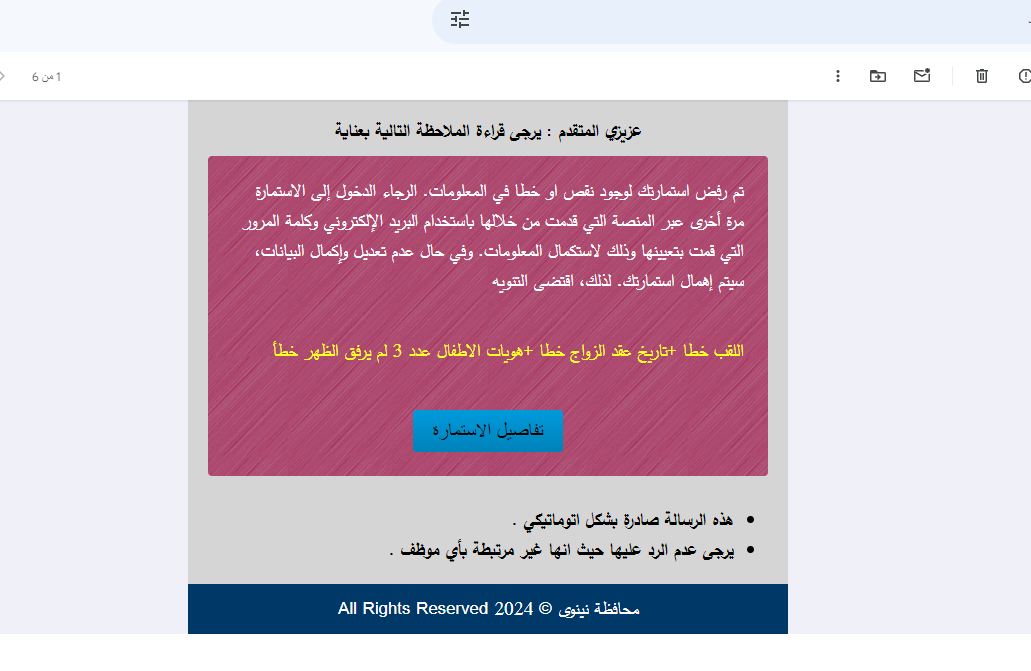 1 من 6
عزيزي المتقدم : يرجى قراءة الملاحظة التالية بعناية
تم رفض استمارتك لوجود نقص او خطا في المعلومات. الرجاء الدخول إلى الاستمارة
مرة أخرى عبر المنصة التي قدمت من خلالها باستخدام البريد الإلكتروني وكلمة المرور
التي قمت بتعيينها وذلك لاستكمال المعلومات. وفي حال عدم تعديل وإكمال البيانات،
سيتم إهمال استمارتك. لذلك، اقتضى التنويه
اللقب خطا +تاريخ عقد الزواج خطا +هويات الاطفال عدد 3 لم يرفق الظهر خطأ
تفاصيل الاستمارة
هذه الرسالة صادرة بشكل اتوماتيكي .
يرجى عدم الرد عليها حيث انها غير مرتبطة بأي موظف .
محافظة نينوى © 2024 All Rights Reserved